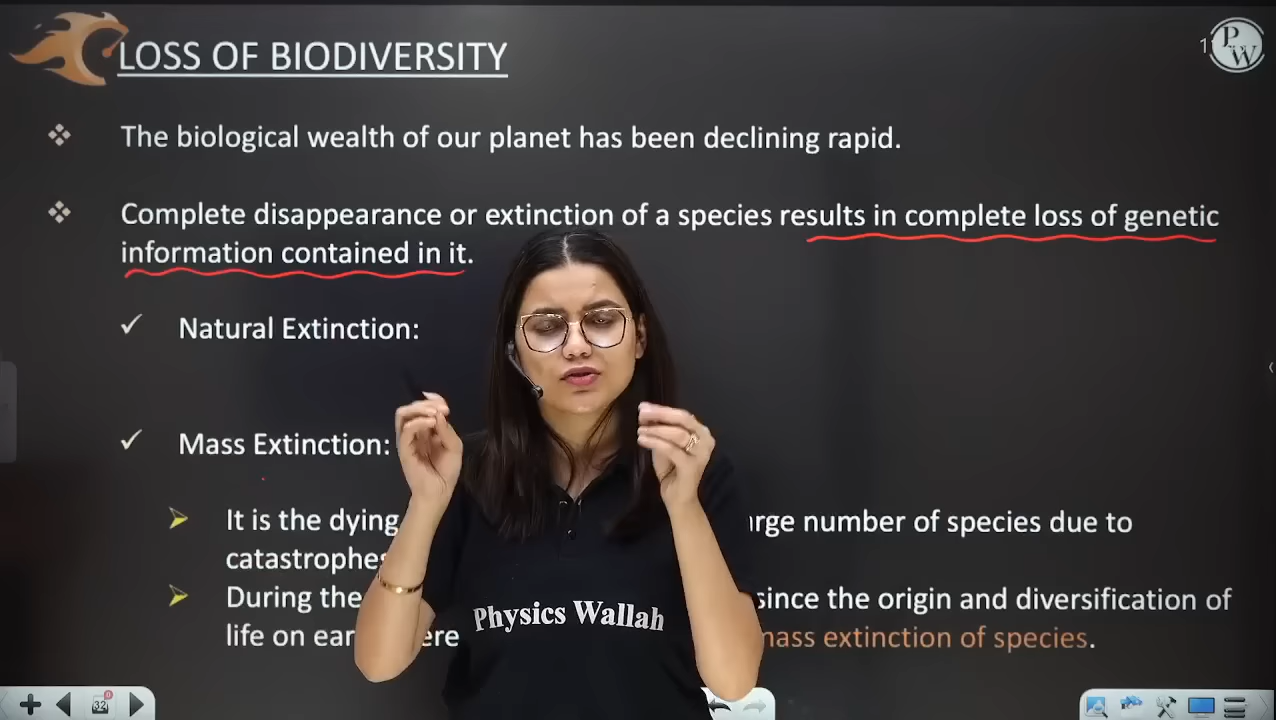 LOSS OF BIODIVERSITY
PW
The biological wealth of our planet has been declining rapid.
Complete disappearance or extinction of a species results in complete loss of genetic
information contained in it.
Natural Extinction:
Mass Extinction:
It is the dying number of species due to
catastrophes
During the since the origin and diversification of
life on mass extinction of species.
Physics Wallah
32